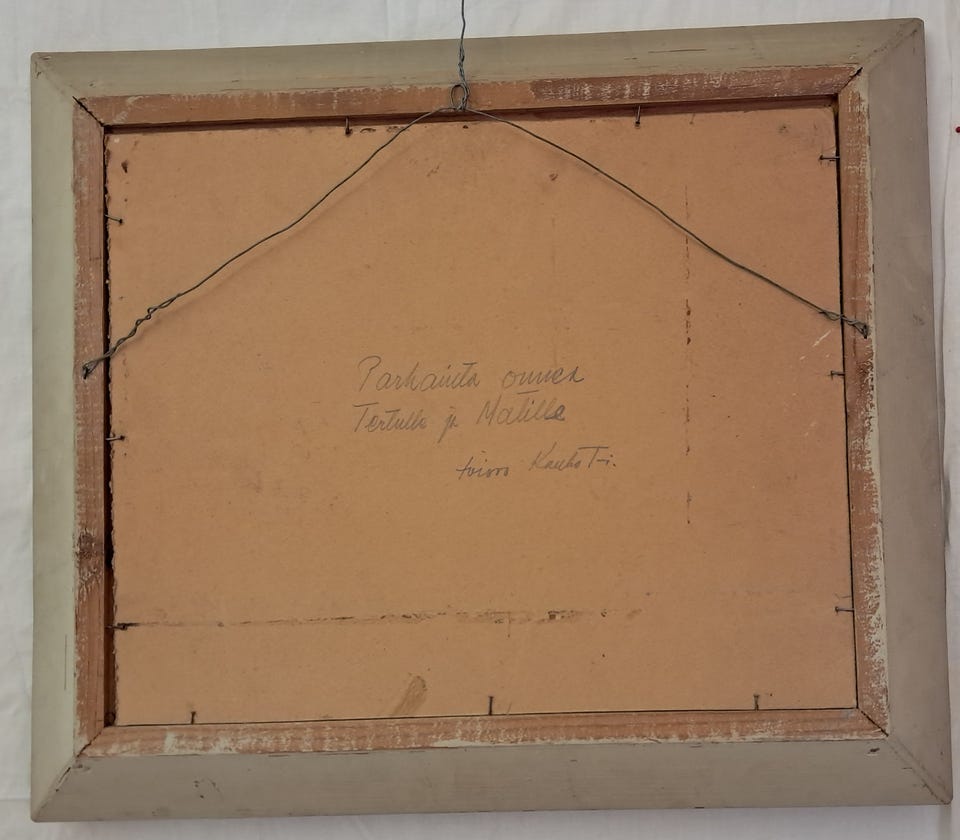 Parhainta onnea
Tertulle ja Matille
toivoo Kauko T-i.